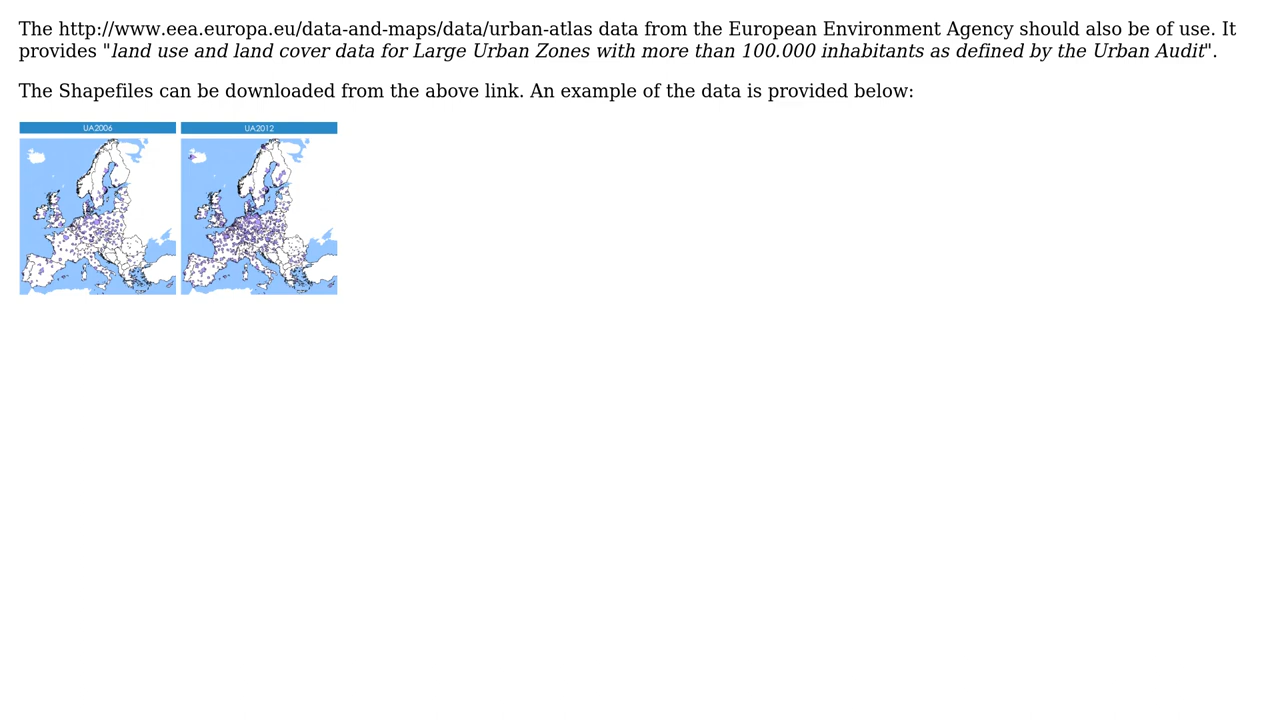 The http://www.eea.europa.eu/data-and-maps/data/urban-atlas data from the European Environment Agency should also be of use. It
provides "land use and land cover data for Large Urban Zones with more than 100.000 inhabitants as defined by the Urban Audit".
The Shapefiles can be downloaded from the above link. An example of the data is provided below:
UA2006 UA2012